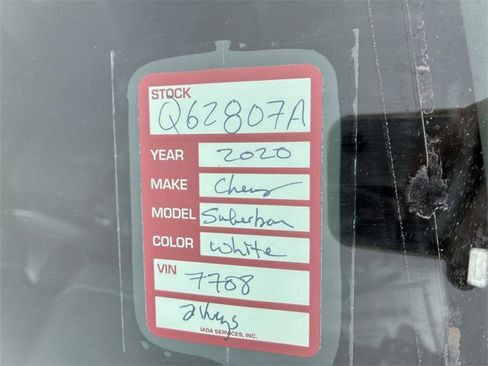 STOCK
Q62807A
YEAR 2020
MAKE Chevy
MODEL Suburban
COLOR White
VIN 7708
2 keys
IADA SERVICES, INC.